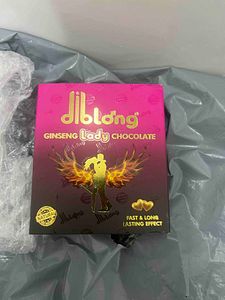 diblong
GINSENG Lady CHOCOLATE
FAST & LONG
LASTING EFFECT